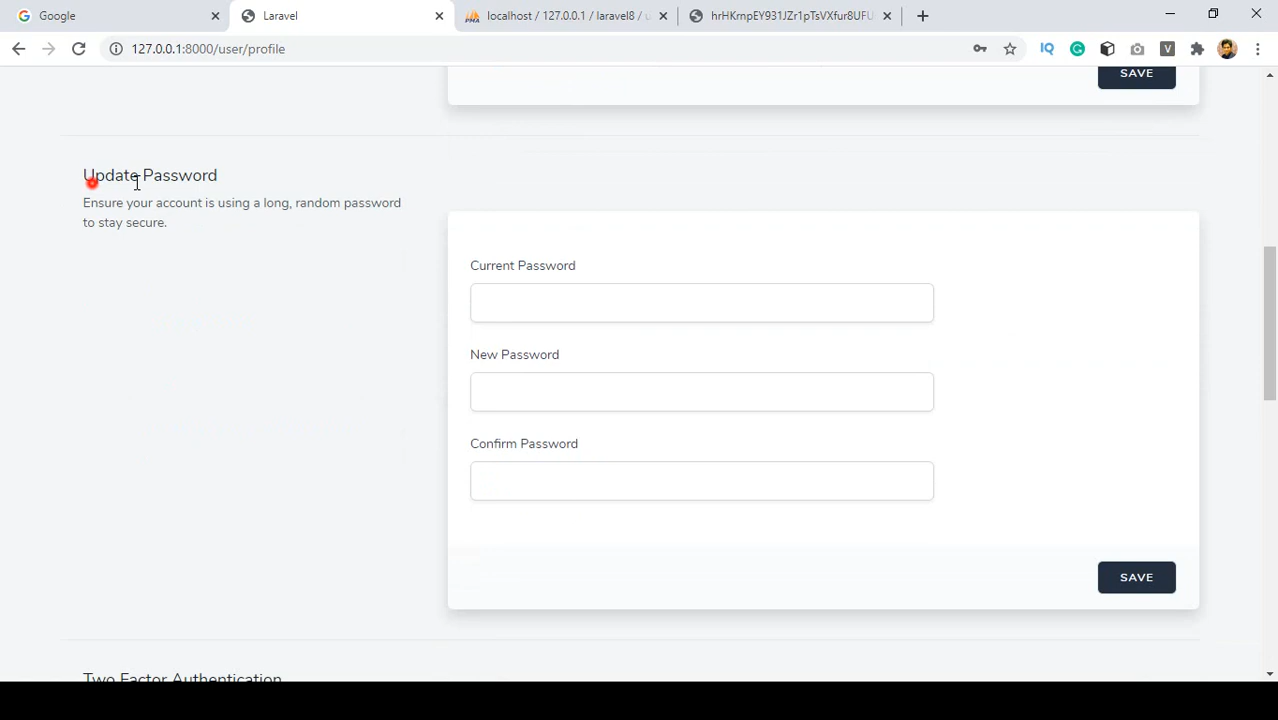 Google
Laravel
localhost / 127.0.0.1 / laravel8 / u
127.0.0.1:8000/user/profile
SAVE
Update Password
Ensure your account is using a long, random password
to stay secure.
Current Password
New Password
Confirm Password
SAVE
Two Factor Authentication